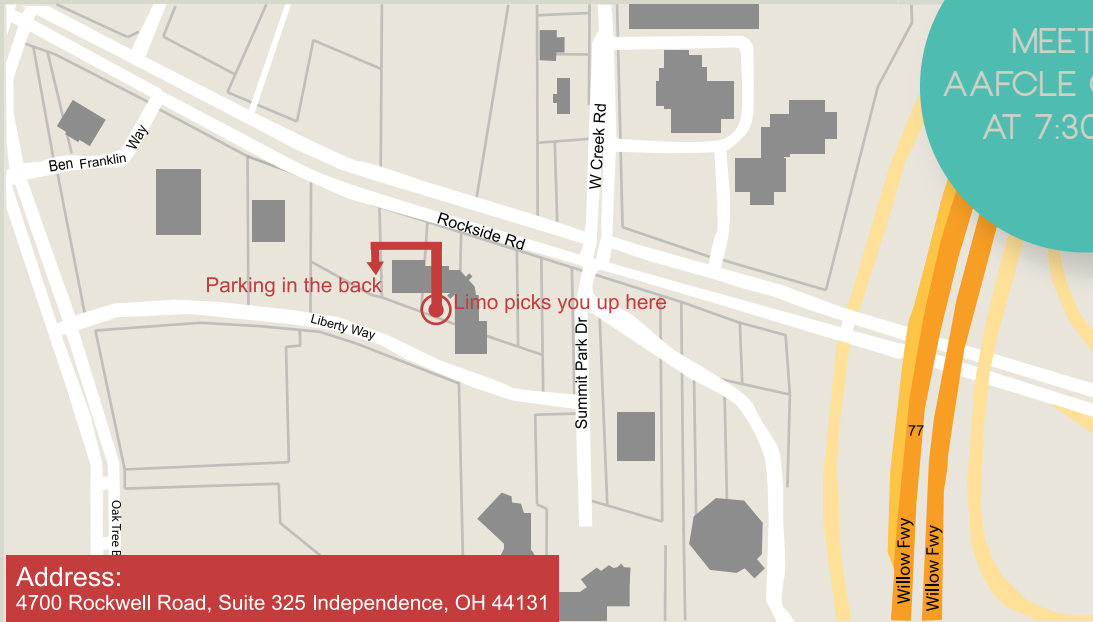 MEET
AAFCLE
AT 7:30
W Creek Rd
Ben Franklin Way
Rockside Rd
Parking in the back
Limo picks you up here
Liberty Way
Summit Park Dr
77
Oak Tree
Willow Fwy
Willow Fwy
Address:
4700 Rockwell Road, Suite 325 Independence, OH 44131